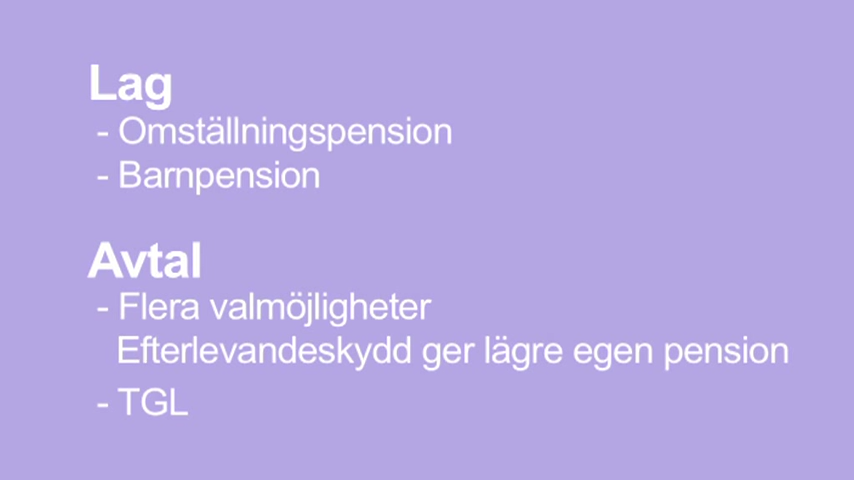 Lag
- Omställningspension
- Barnpension
Avtal
- Flera valmöjligheter
Efterlevandeskydd ger lägre egen pension
- TGL